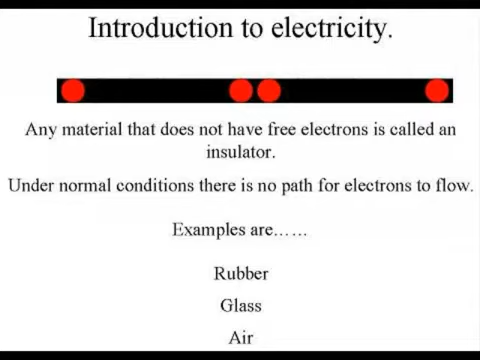 Introduction to electricity.
Any material that does not have free electrons is called an
insulator.
Under normal conditions there is no path for electrons to flow.
Examples are……
Rubber
Glass
Air